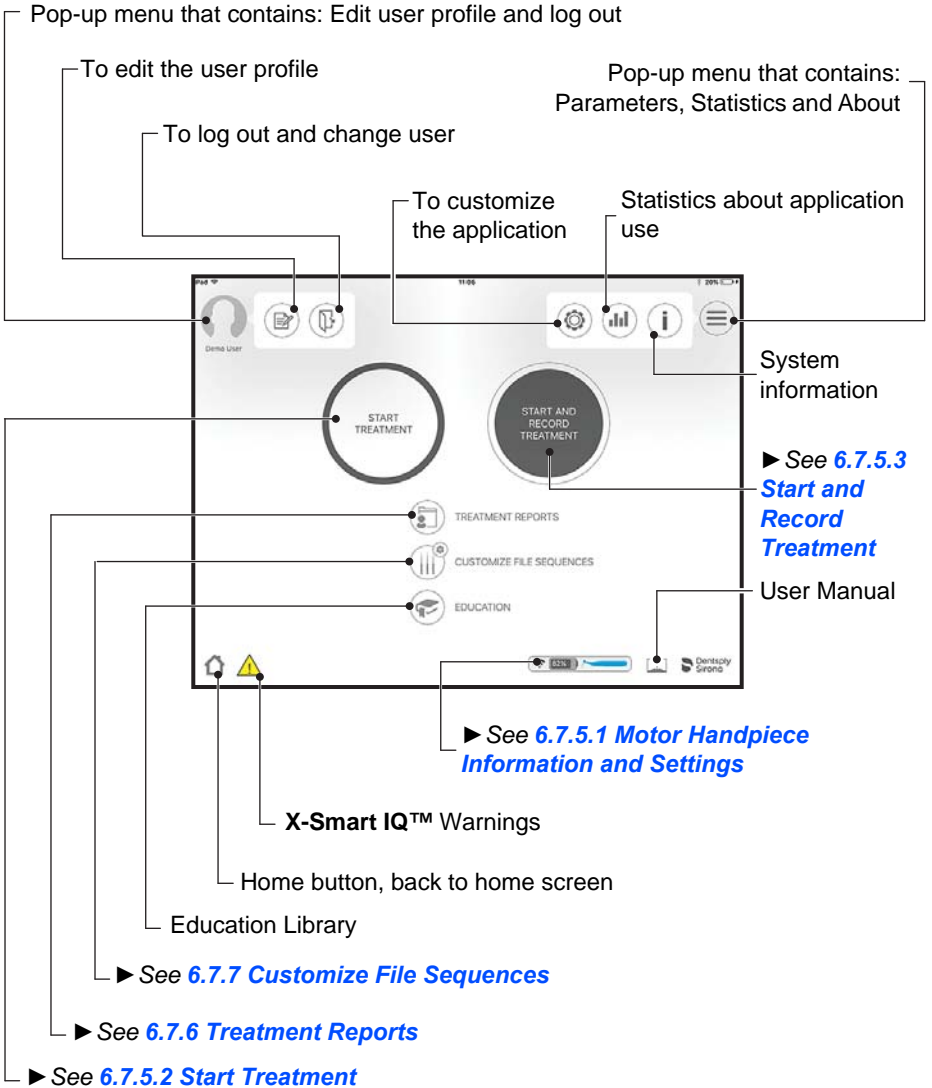 Pop-up menu that contains: Edit user profile and log out
To edit the user profile
Pop-up menu that contains:
Parameters, Statistics and About
To log out and change user
To customize
the application
Statistics about application
use
iPad
11:06
20%
Demo User
System
information
START
TREATMENT
START AND
RECORD
TREATMENT
►See 6.7.5.3
Start and
Record
Treatment
TREATMENT REPORTS
CUSTOMIZE FILE SEQUENCES
User Manual
EDUCATION
82%
Dentsply
Sirona
►See 6.7.5.1 Motor Handpiece
Information and Settings
X-Smart IQ™ Warnings
Home button, back to home screen
Education Library
►See 6.7.7 Customize File Sequences
►See 6.7.6 Treatment Reports
►See 6.7.5.2 Start Treatment